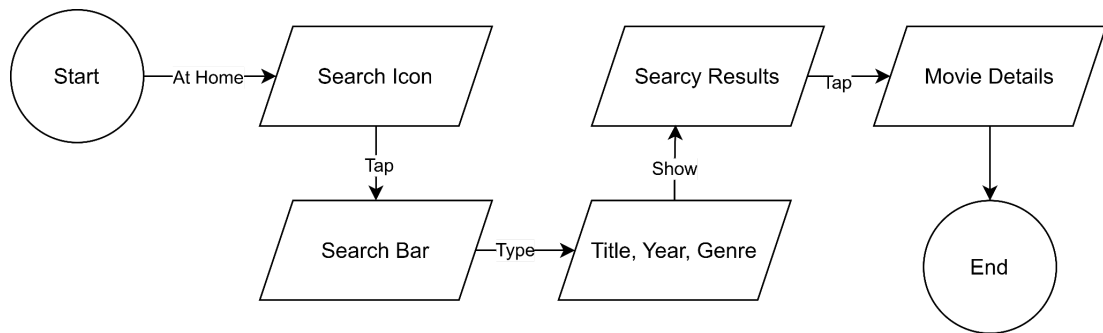 Start
At Home
Search Icon
Tap
Search Bar
Type
Title, Year, Genre
Show
Searcy Results
Tap
Movie Details
End